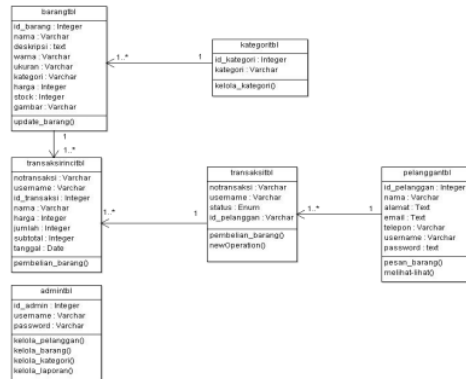 barangtbl
id_barang : Integer
nama : Varchar
deskripsi : text
warna : Varchar
ukuran : Varchar
kategori : Varchar
harga : Integer
stock : Integer
gambar : Varchar
update_barang()
1..*
1
kategoritbl
id_kategori : Integer
kategori : Varchar
kelola_kategori()
1
1..*
transaksirincitbl
notransaksi : Varchar
username : Varchar
id_transaksi : Integer
nama : Varchar
harga : Integer
jumlah : Integer
subtotal : Integer
tanggal : Date
pembelian_barang()
1..*
1
transaksitbl
notransaksi : Varchar
username : Varchar
status : Enum
id_pelanggan : Varchar
pembelian_barang()
newOperation()
1..*
1
pelanggantbl
id_pelanggan : Integer
nama : Varchar
alamat : Text
email : Text
telepon : Varchar
username : Varchar
password : text
pesan_barang()
melihat-lihat()
admintbl
id_admin : Integer
username : Varchar
password : Varchar
kelola_pelanggan()
kelola_barang()
kelola_kategori()
kelola_laporan()